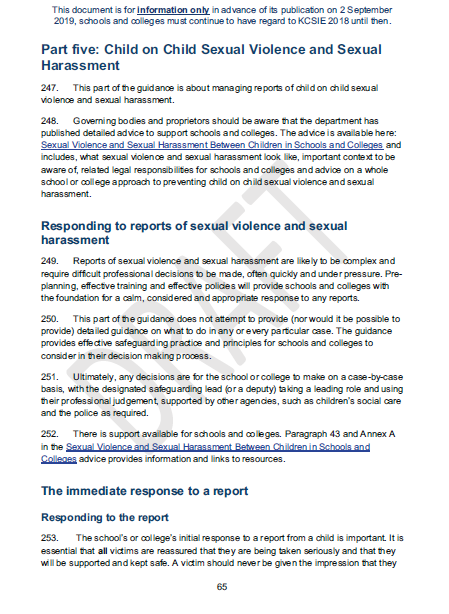 This document is for information only in advance of its publication on 2 September
2019, schools and colleges must continue to have regard to KCSIE 2018 until then.
Part five: Child on Child Sexual Violence and Sexual
Harassment
247. This part of the guidance is about managing reports of child on child sexual
violence and sexual harassment.
248. Governing bodies and proprietors should be aware that the department has
published detailed advice to support schools and colleges. The advice is available here:
Sexual Violence and Sexual Harassment Between Children in Schools and Colleges and
includes, what sexual violence and sexual harassment look like, important context to be
aware of, related legal responsibilities for schools and colleges and advice on a whole
school or college approach to preventing child on child sexual violence and sexual
harassment.
Responding to reports of sexual violence and sexual
harassment
249. Reports of sexual violence and sexual harassment are likely to be complex and
require difficult professional decisions to be made, often quickly and under pressure. Pre-
planning, effective training and effective policies will provide schools and colleges with
the foundation for a calm, considered and appropriate response to any reports.
250. This part of the guidance does not attempt to provide (nor would it be possible to
provide) detailed guidance on what to do in any or every particular case. The guidance
provides effective safeguarding practice and principles for schools and colleges to
consider in their decision making process.
251. Ultimately, any decisions are for the school or college to make on a case-by-case
basis, with the designated safeguarding lead (or a deputy) taking a leading role and using
their professional judgement, supported by other agencies, such as children's social care
and the police as required.
252. There is support available for schools and colleges. Paragraph 43 and Annex A
in the Sexual Violence and Sexual Harassment Between Children in Schools and
Colleges advice provides information and links to resources.
The immediate response to a report
Responding to the report
253. The school's or college's initial response to a report from a child is important. It is
essential that all victims are reassured that they are being taken seriously and that they
will be supported and kept safe. A victim should never be given the impression that they
65
DRAFT